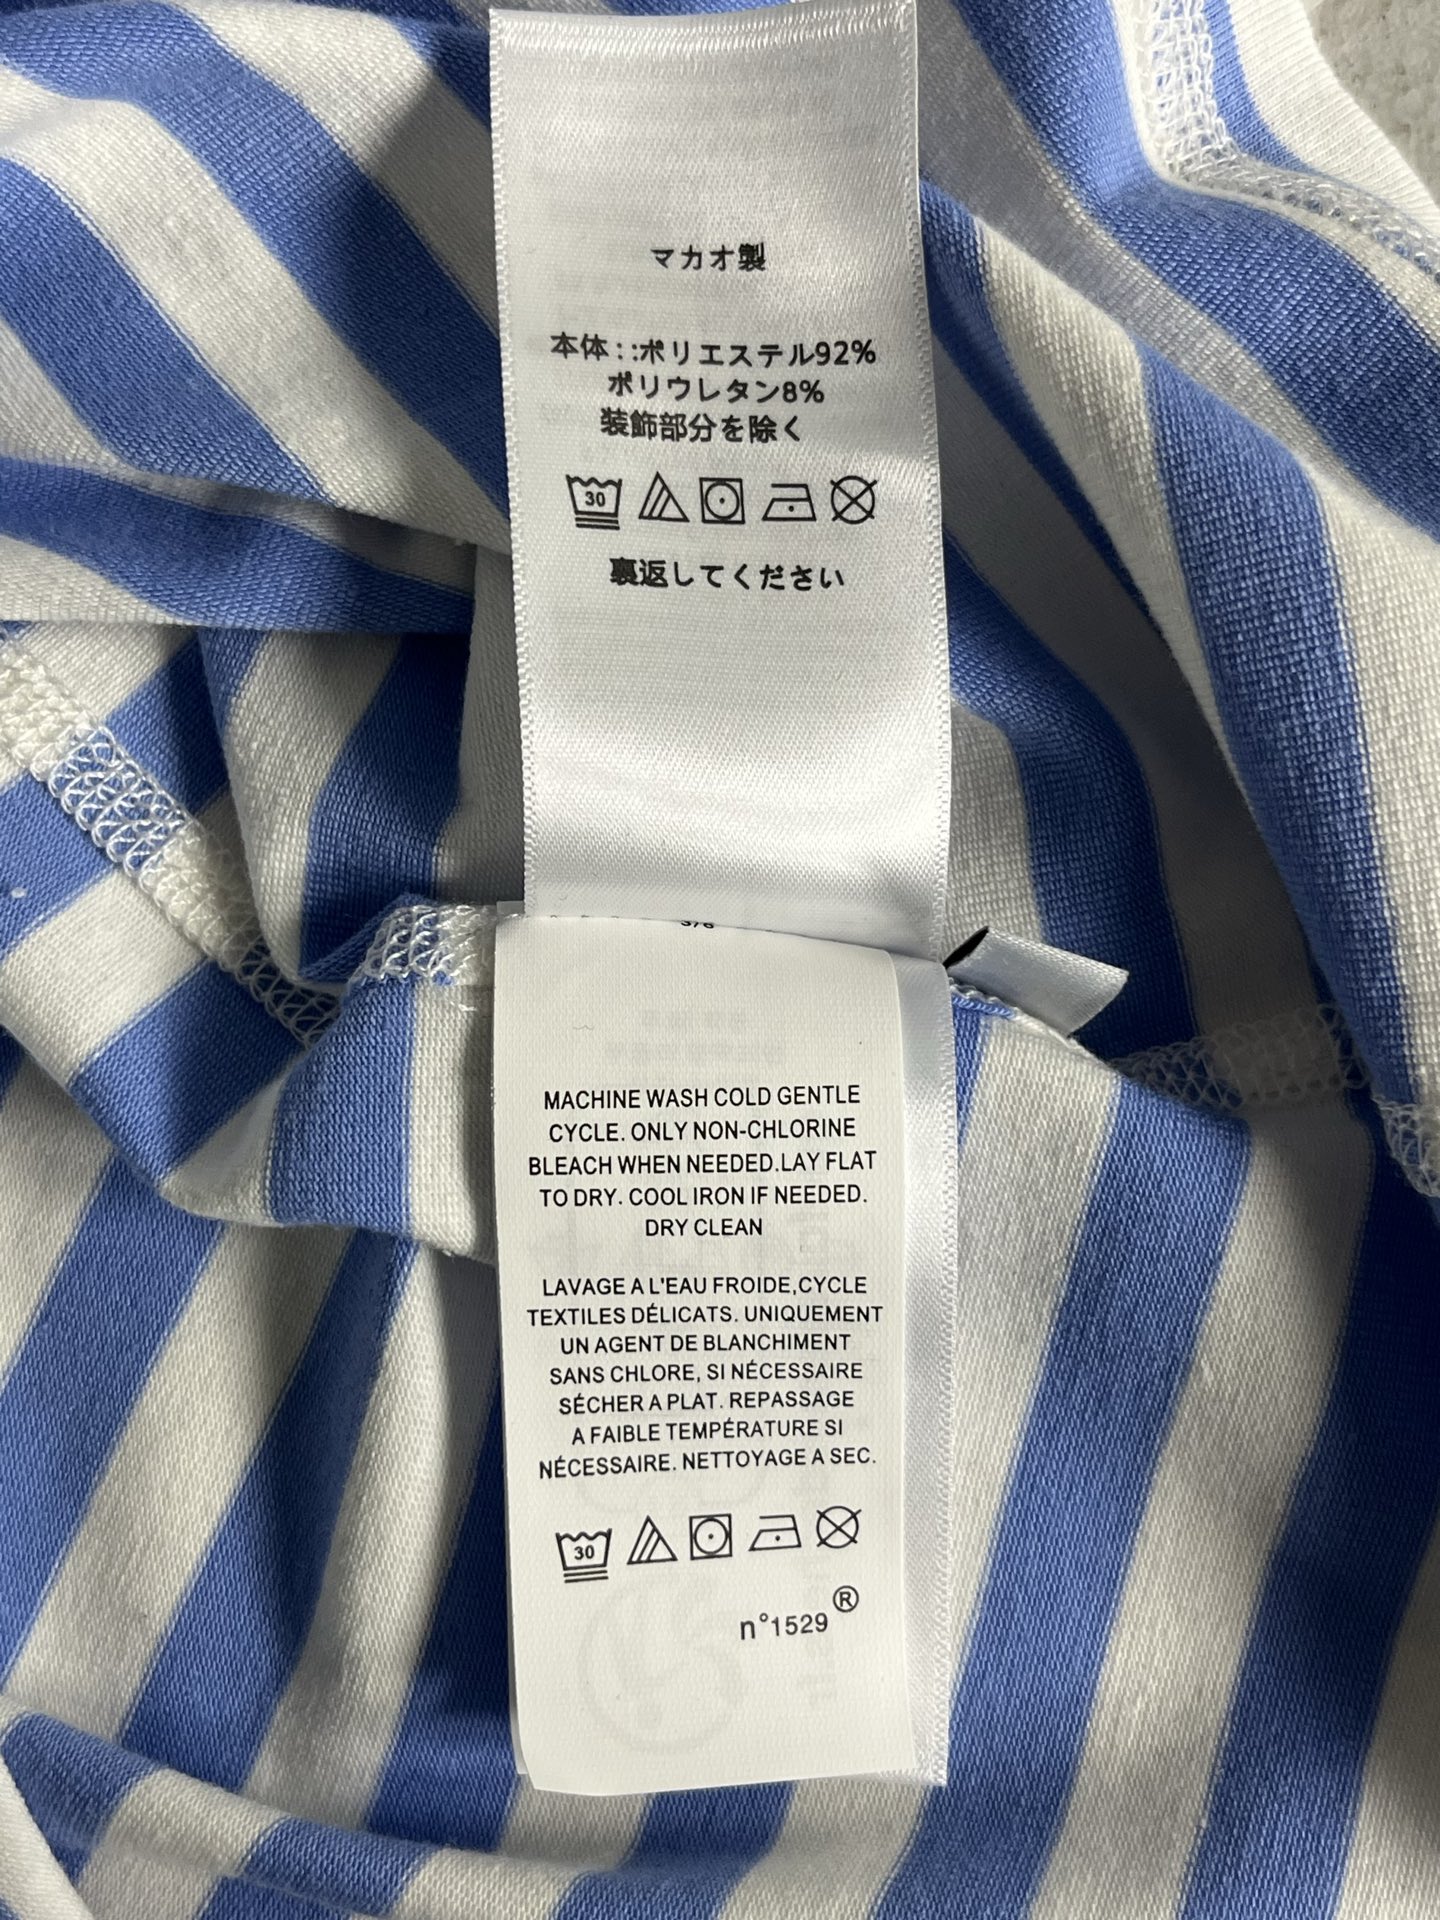 マカオ製
本体::ポリエステル92%
ポリウレタン8%
装飾部分を除く
30
裏返してください
3/6
MACHINE WASH COLD GENTLE
CYCLE. ONLY NON-CHLORINE
BLEACH WHEN NEEDED.LAY FLAT
TO DRY. COOL IRON IF NEEDED.
DRY CLEAN
LAVAGE A L'EAU FROIDE,CYCLE
TEXTILES DÉLICATS. UNIQUEMENT
UN AGENT DE BLANCHIMENT
SANS CHLORE, SI NÉCESSAIRE
SÉCHER A PLAT. REPASSAGE
A FAIBLE TEMPÉRATURE SI
NÉCESSAIRE. NETTOYAGE A SEC.
30
n°1529®